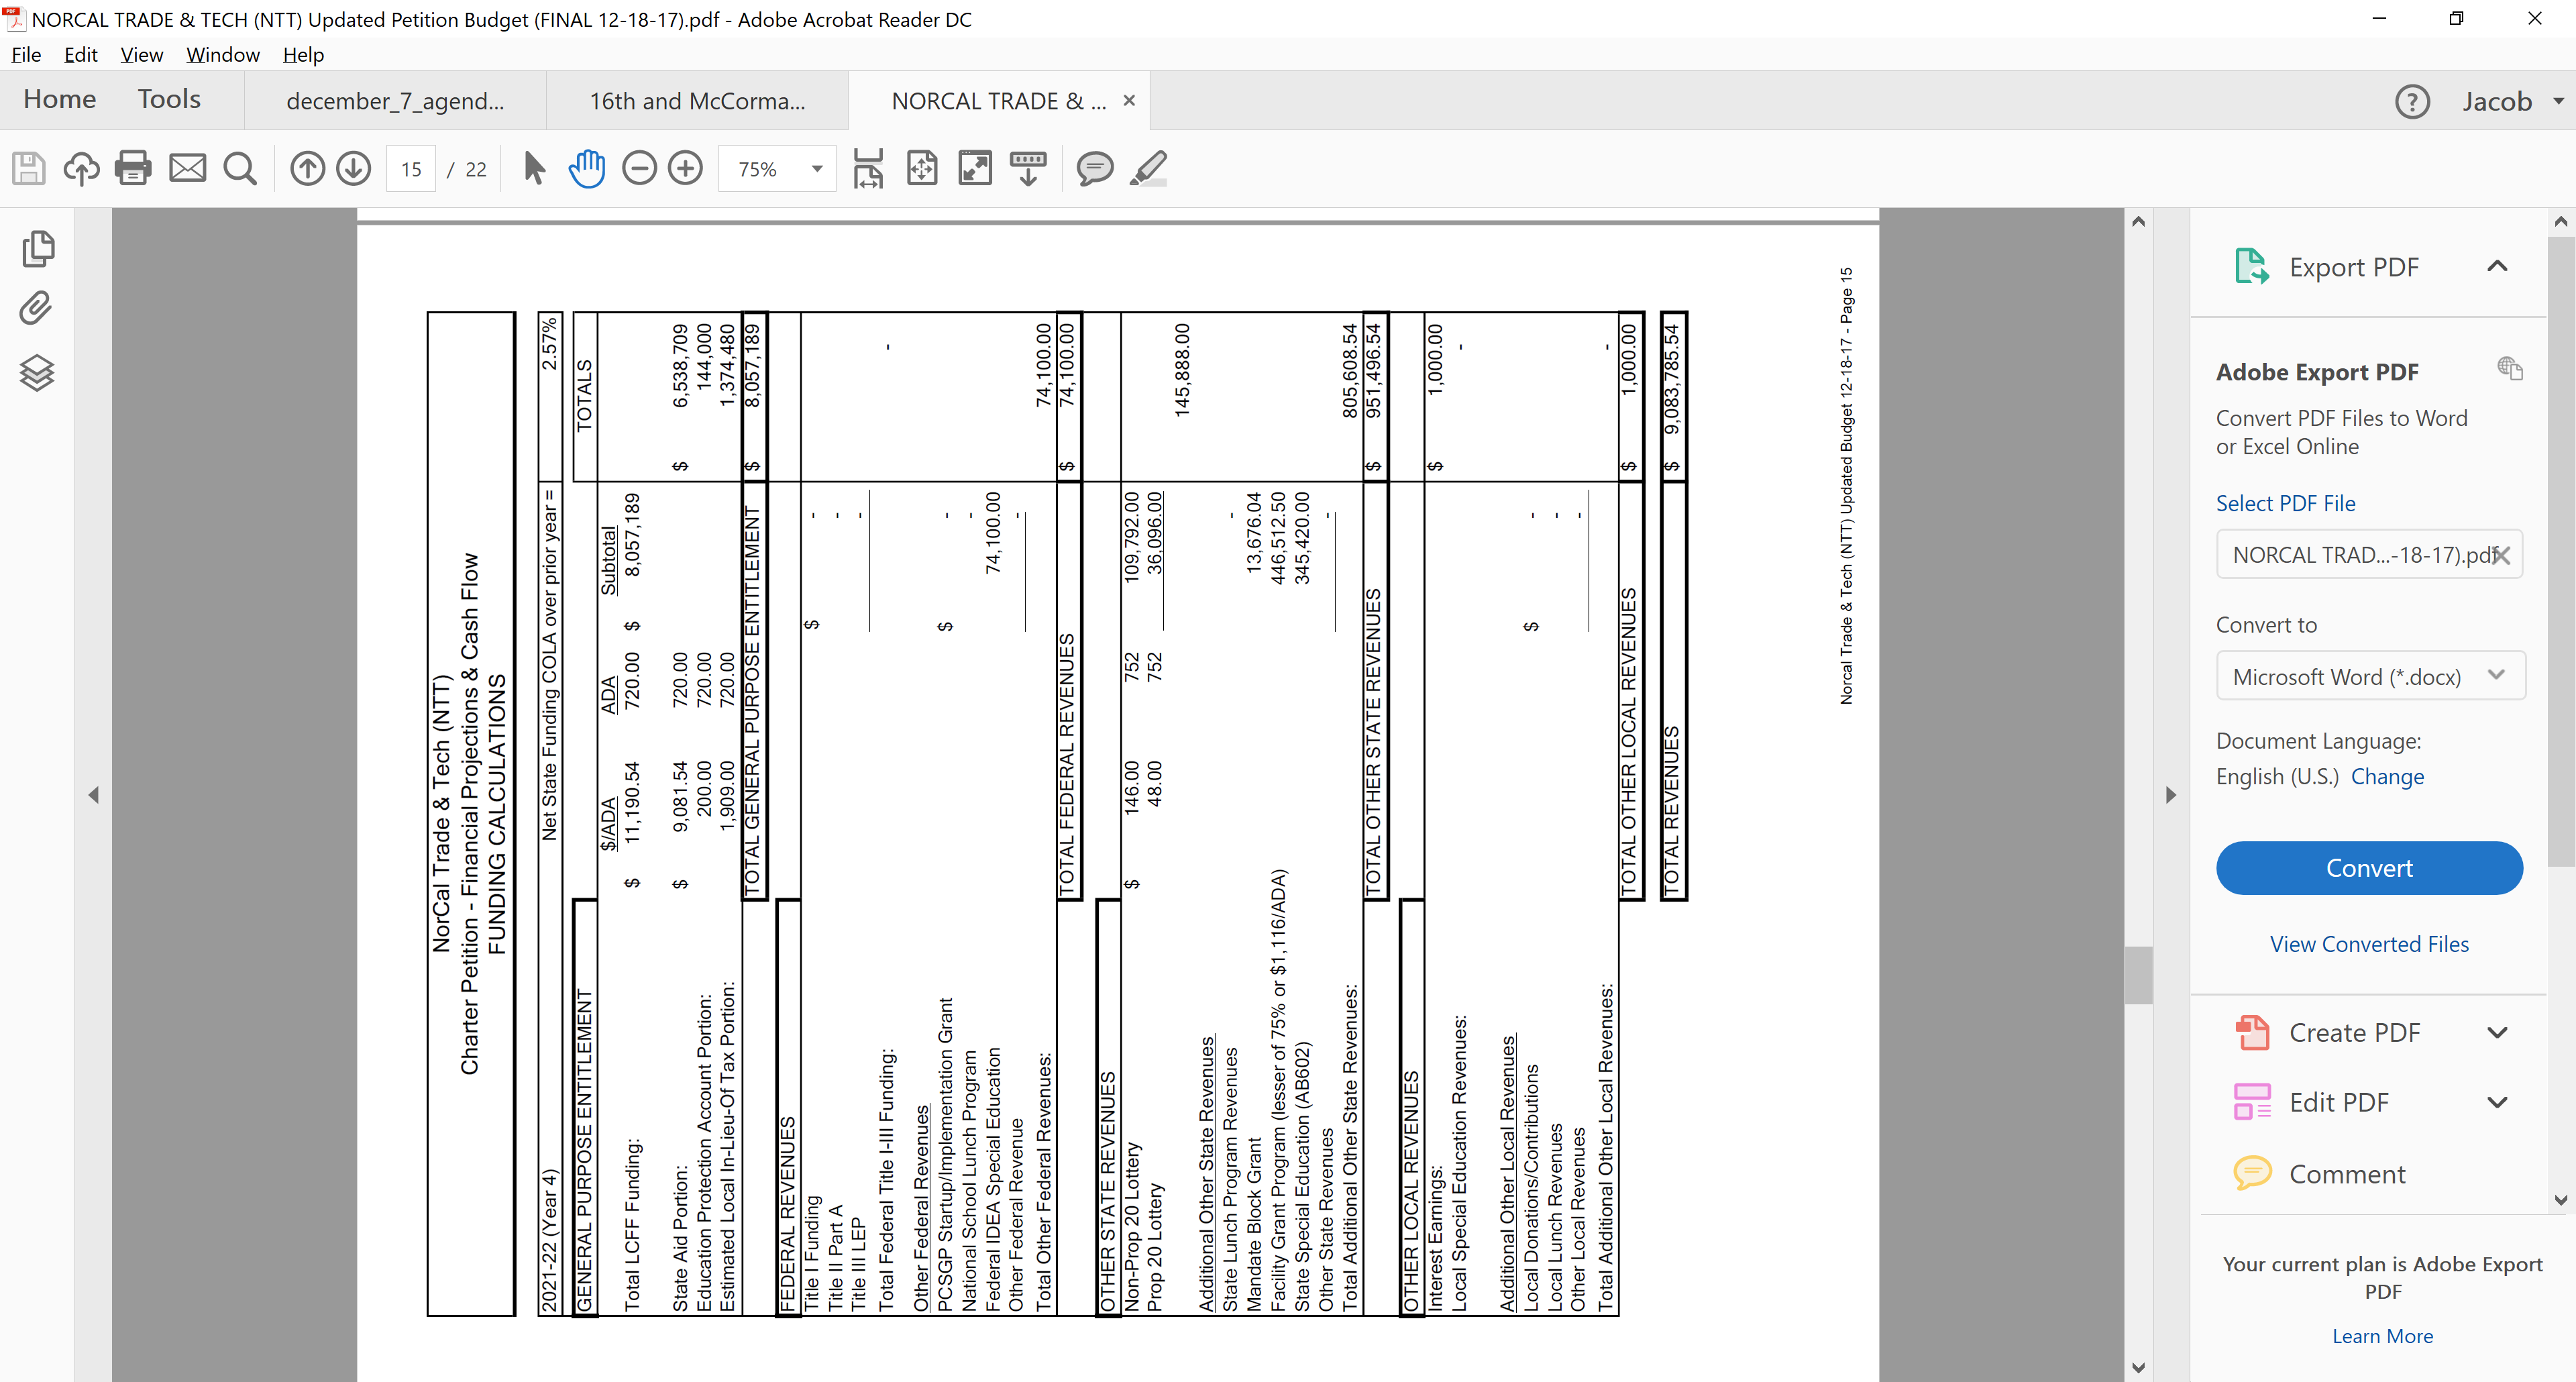 NORCAL TRADE & TECH (NTT) Updated Petition Budget (FINAL 12-18-17).pdf - Adobe Acrobat Reader DC
File Edit View Window Help
Home Tools december_7_agend... 16th and McCorma... NORCAL TRADE & ... × ? Jacob
15 / 22 75%
NorCal Trade & Tech (NTT)
Charter Petition - Financial Projections & Cash Flow
FUNDING CALCULATIONS
2021-22 (Year 4) Net State Funding COLA over prior year = 2.57%
GENERAL PURPOSE ENTITLEMENT TOTALS
$/ADA ADA Subtotal
Total LCFF Funding: $ 11,190.54 720.00 $ 8,057,189
State Aid Portion: $ 9,081.54 720.00 $ 6,538,709
Education Protection Account Portion: 200.00 720.00 144,000
Estimated Local In-Lieu-Of Tax Portion: 1,909.00 720.00 1,374,480
TOTAL GENERAL PURPOSE ENTITLEMENT $ 8,057,189
FEDERAL REVENUES
Title I Funding $ -
Title II Part A -
Title III LEP -
Total Federal Title I-III Funding: -
Other Federal Revenues
PCSGP Startup/Implementation Grant $ -
National School Lunch Program -
Federal IDEA Special Education 74,100.00
Other Federal Revenue -
Total Other Federal Revenues: 74,100.00
TOTAL FEDERAL REVENUES $ 74,100.00
OTHER STATE REVENUES
Non-Prop 20 Lottery $ 146.00 752 109,792.00
Prop 20 Lottery 48.00 752 36,096.00
145,888.00
Additional Other State Revenues
State Lunch Program Revenues -
Mandate Block Grant 13,676.04
Facility Grant Program (lesser of 75% or $1,116/ADA) 446,512.50
State Special Education (AB602) 345,420.00
Other State Revenues -
Total Additional Other State Revenues: 805,608.54
TOTAL OTHER STATE REVENUES $ 951,496.54
OTHER LOCAL REVENUES
Interest Earnings: $ 1,000.00
Local Special Education Revenues: -
Additional Other Local Revenues
Local Donations/Contributions $ -
Local Lunch Revenues -
Other Local Revenues -
Total Additional Other Local Revenues: -
TOTAL OTHER LOCAL REVENUES $ 1,000.00
TOTAL REVENUES $ 9,083,785.54
Norcal Trade & Tech (NTT) Updated Budget 12-18-17 - Page 15
Export PDF
Adobe Export PDF
Convert PDF Files to Word
or Excel Online
Select PDF File
NORCAL TRAD...-18-17).pdf
Convert to
Microsoft Word (*.docx)
Document Language:
English (U.S.) Change
Convert
View Converted Files
Create PDF
Edit PDF
Comment
Your current plan is Adobe Export
PDF
Learn More